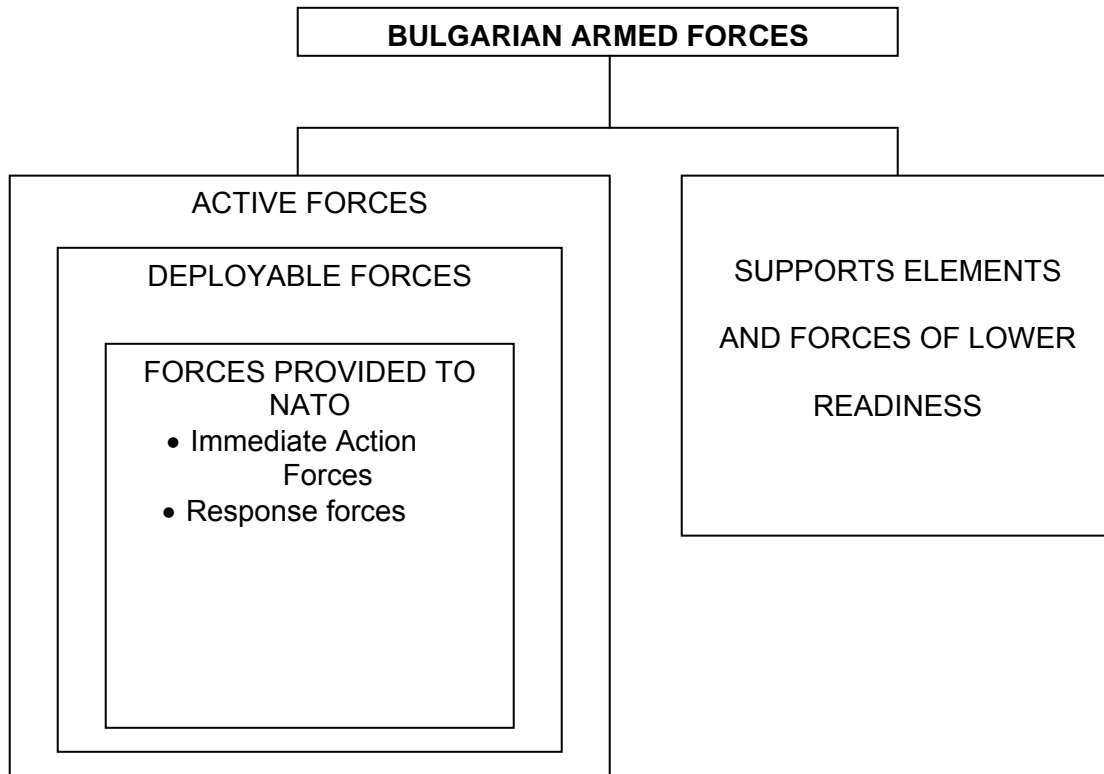 BULGARIAN ARMED FORCES
ACTIVE FORCES
DEPLOYABLE FORCES
FORCES PROVIDED TO
NATO
• Immediate Action
Forces
• Response forces
SUPPORTS ELEMENTS
AND FORCES OF LOWER
READINESS